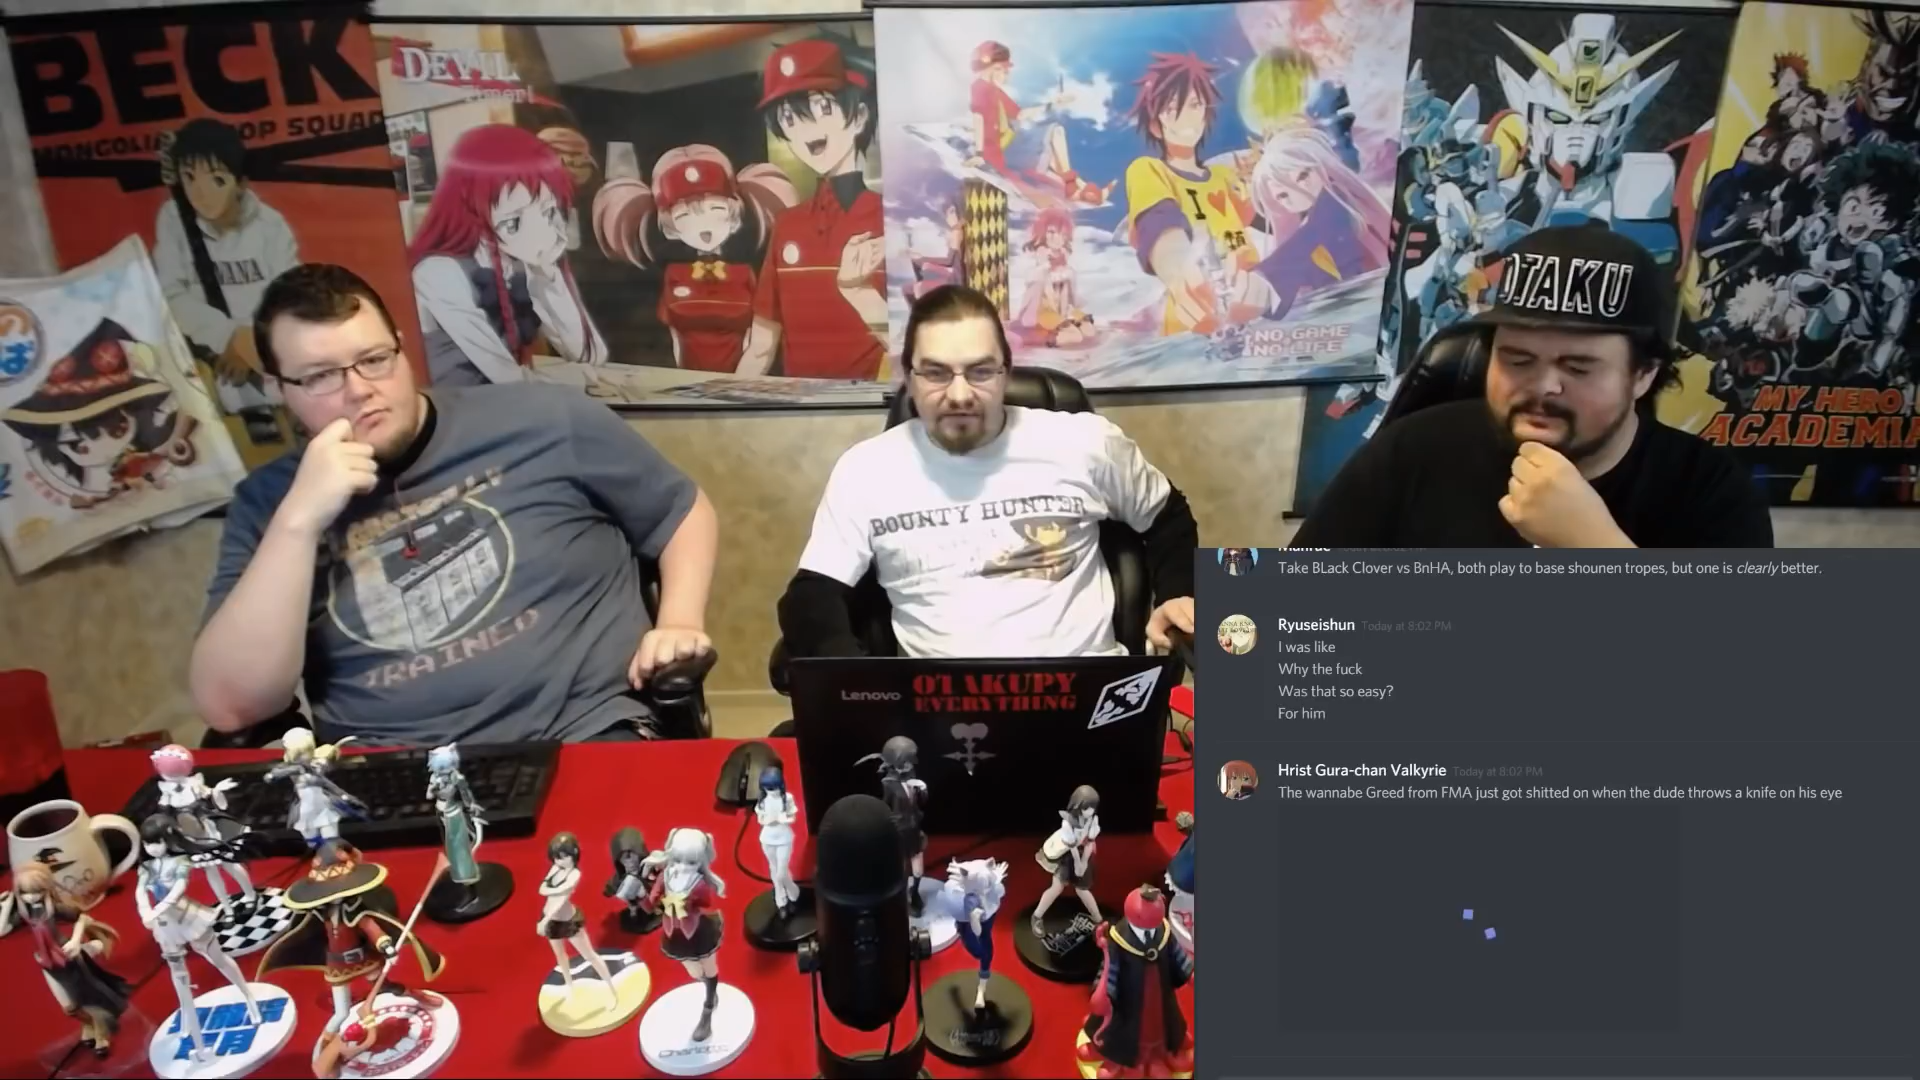 BECK
MONGOLIAN CHOP SQUAD
DEVIL
Timer!
I
NO GAME
NO LIFE
MY HERO
ACADEMIA
OTAKU
BOUNTY HUNTER
TRAINED
Lenovo
OTAKUPY
EVERYTHING
Charlotte
Take BLack Clover vs BnHA, both play to base shounen tropes, but one is clearly better.
Ryuseishun Today at 8:02 PM
I was like
Why the fuck
Was that so easy?
For him
Hrist Gura-chan Valkyrie Today at 8:02 PM
The wannabe Greed from FMA just got shitted on when the dude throws a knife on his eye